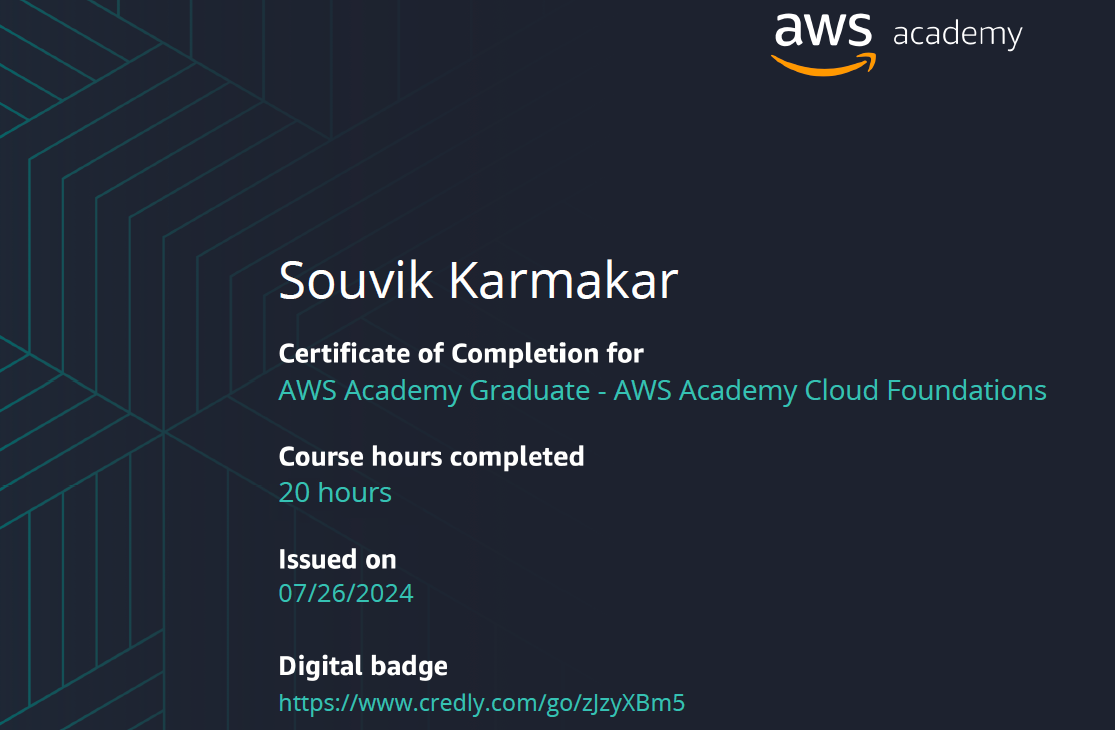 aws academy
Souvik Karmakar
Certificate of Completion for
AWS Academy Graduate - AWS Academy Cloud Foundations
Course hours completed
20 hours
Issued on
07/26/2024
Digital badge
https://www.credly.com/go/zJzyXBm5